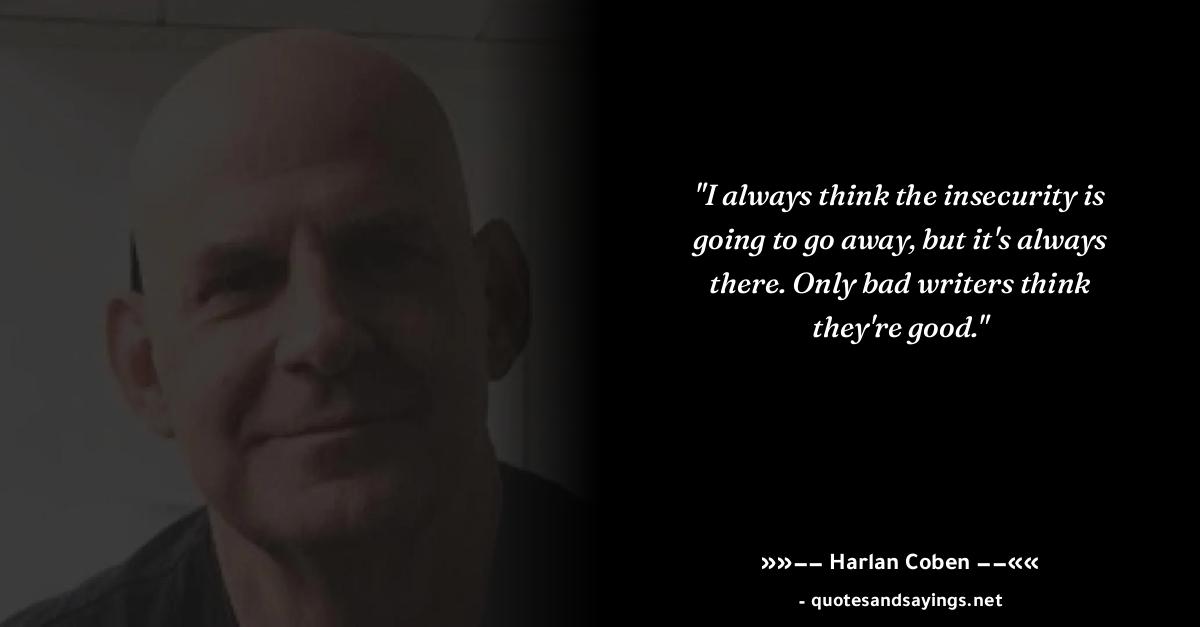 "I always think the insecurity is
going to go away, but it's always
there. Only bad writers think
they're good."
»»–– Harlan Coben ––««
- quotesandsayings.net